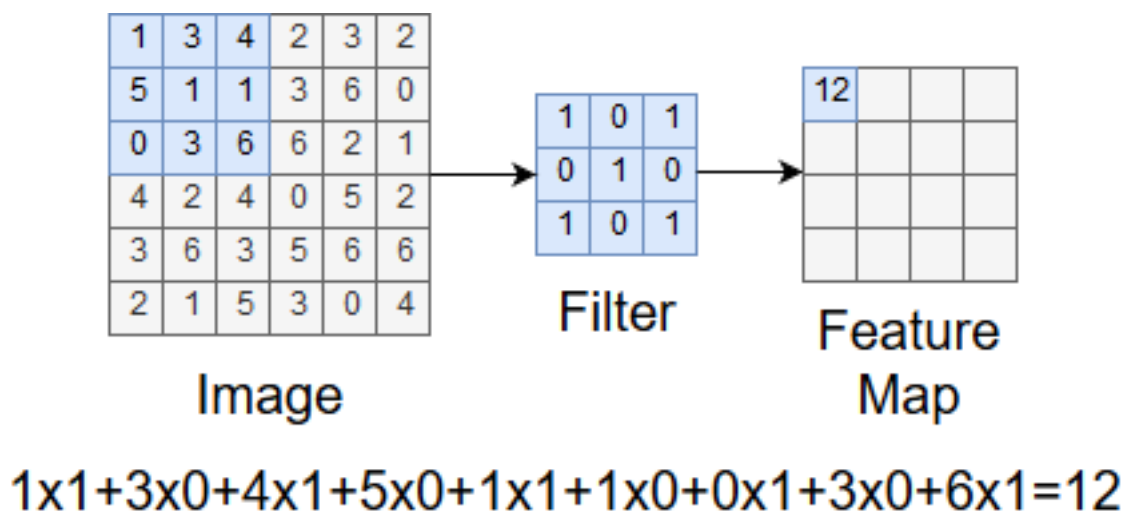 1 3 4 2 3 2
5 1 1 3 6 0
0 3 6 6 2 1
4 2 4 0 5 2
3 6 3 5 6 6
2 1 5 3 0 4
Image
1 0 1
0 1 0
1 0 1
Filter
12
Feature
Map
1x1+3x0+4x1+5x0+1x1+1x0+0x1+3x0+6x1=12